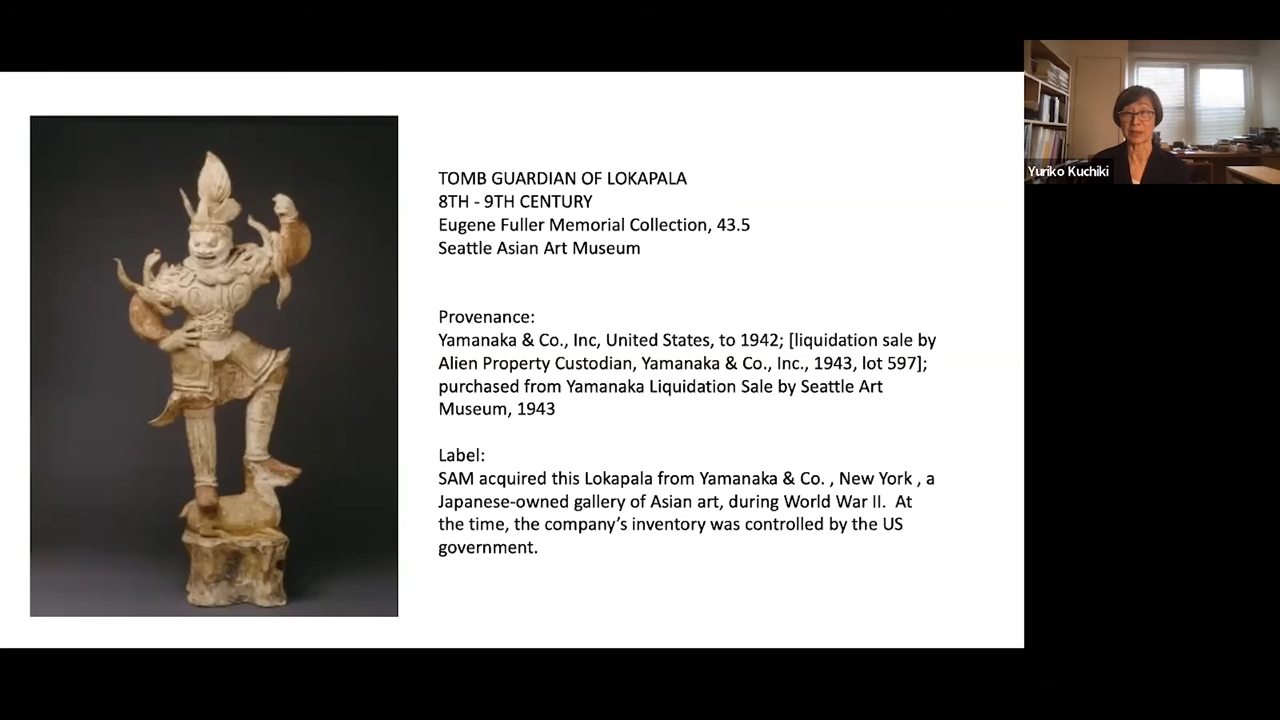 TOMB GUARDIAN OF LOKAPALA
8TH - 9TH CENTURY
Eugene Fuller Memorial Collection, 43.5
Seattle Asian Art Museum
Provenance:
Yamanaka & Co., Inc, United States, to 1942; [liquidation sale by
Alien Property Custodian, Yamanaka & Co., Inc., 1943, lot 597];
purchased from Yamanaka Liquidation Sale by Seattle Art
Museum, 1943
Label:
SAM acquired this Lokapala from Yamanaka & Co. , New York , a
Japanese-owned gallery of Asian art, during World War II.  At
the time, the company’s inventory was controlled by the US
government.
Yuriko Kuchiki